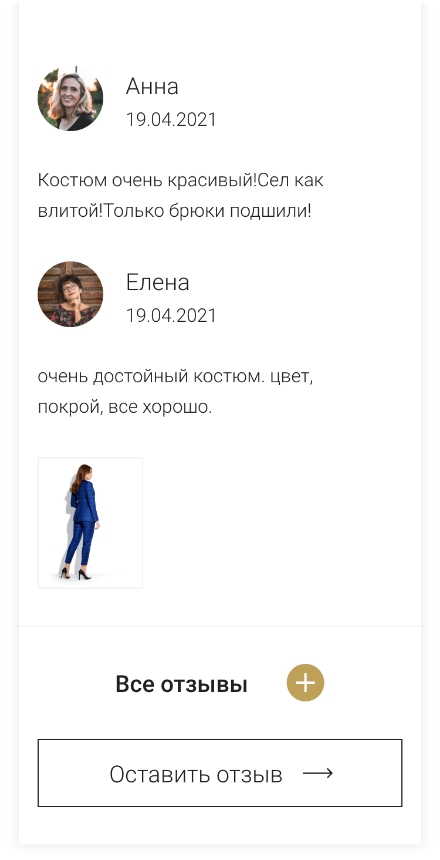 Анна
19.04.2021
Костюм очень красивый!Сел как
влитой!Только брюки подшили!
Елена
19.04.2021
очень достойный костюм. цвет,
покрой, все хорошо.
Все отзывы
Оставить отзыв